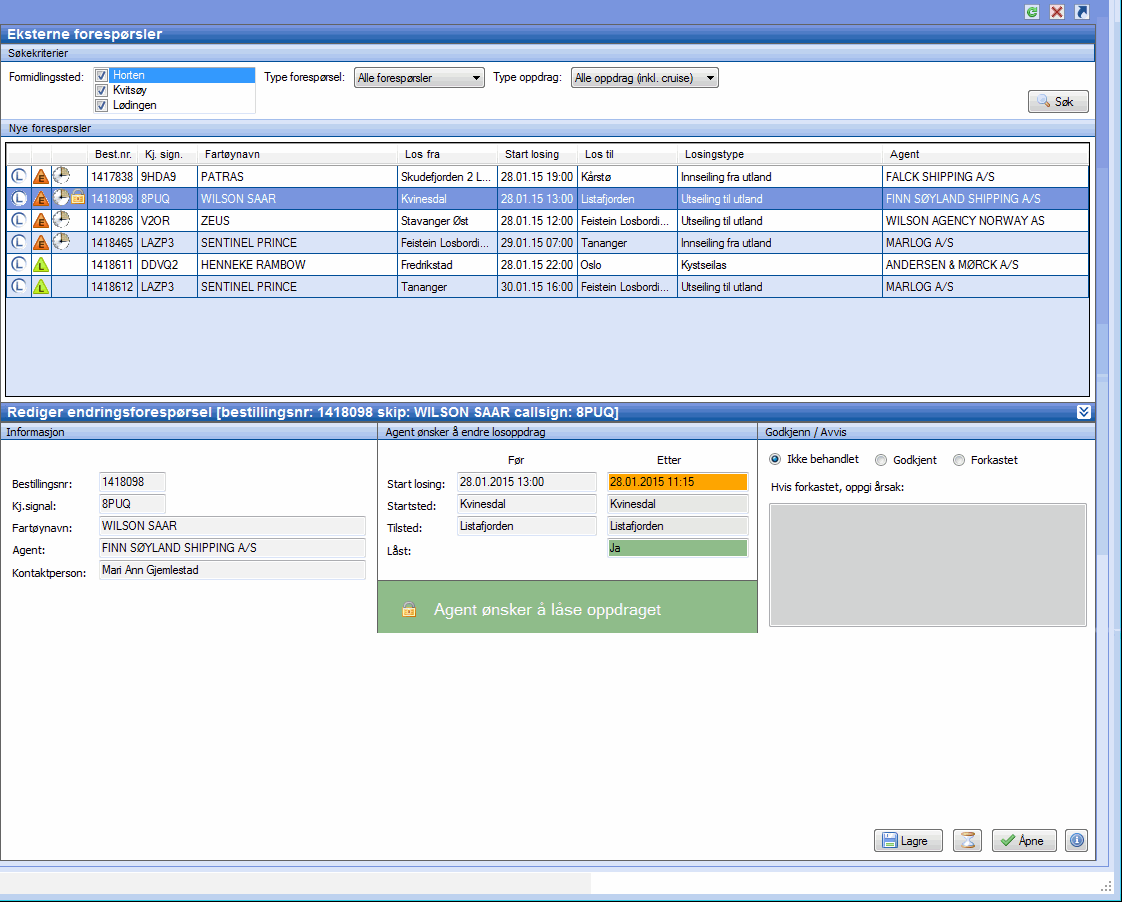 Eksterne forespørsler
Søkekriterier
Formidlingssted: Horten Type forespørsel: Alle forespørsler Type oppdrag: Alle oppdrag (inkl. cruise)
Kvitsøy
Lødingen
Søk
Nye forespørsler
Best.nr. Kj. sign. Fartøynavn Los fra Start losing Los til Losingstype Agent
L E 1417838 9HDA9 PATRAS Skudefjorden 2 L... 28.01.15 19:00 Kårstø Innseiling fra utland FALCK SHIPPING A/S
L E 1418098 8PUQ WILSON SAAR Kvinesdal 28.01.15 13:00 Listafjorden Utseiling til utland FINN SØYLAND SHIPPING A/S
L E 1418286 V2OR ZEUS Stavanger Øst 28.01.15 12:00 Feistein Losbordi... Utseiling til utland WILSON AGENCY NORWAY AS
L E 1418465 LAZP3 SENTINEL PRINCE Feistein Losbordi... 29.01.15 07:00 Tananger Innseiling fra utland MARLOG A/S
L L 1418611 DDVQ2 HENNEKE RAMBOW Fredrikstad 28.01.15 22:00 Oslo Kystseilas ANDERSEN & MØRCK A/S
L L 1418612 LAZP3 SENTINEL PRINCE Tananger 30.01.15 16:00 Feistein Losbordi... Utseiling til utland MARLOG A/S
Rediger endringsforespørsel [bestillingsnr: 1418098 skip: WILSON SAAR callsign: 8PUQ]
Informasjon
Bestillingsnr: 1418098
Kj.signal: 8PUQ
Fartøynavn: WILSON SAAR
Agent: FINN SØYLAND SHIPPING A/S
Kontaktperson: Mari Ann Gjemlestad
Agent ønsker å endre losoppdrag
Før Etter
Start losing: 28.01.2015 13:00 28.01.2015 11:15
Startsted: Kvinesdal Kvinesdal
Tilsted: Listafjorden Listafjorden
Låst: Ja
Agent ønsker å låse oppdraget
Godkjenn / Avvis
Ikke behandlet Godkjent Forkastet
Hvis forkastet, oppgi årsak:
Lagre Åpne